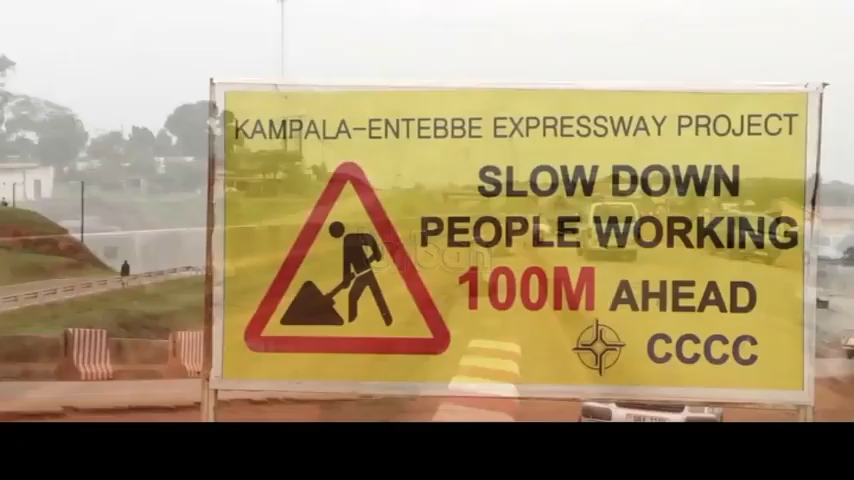 KAMPALA-ENTEBBE EXPRESSWAY PROJECT
SLOW DOWN
PEOPLE WORKING
100M AHEAD
CCCC